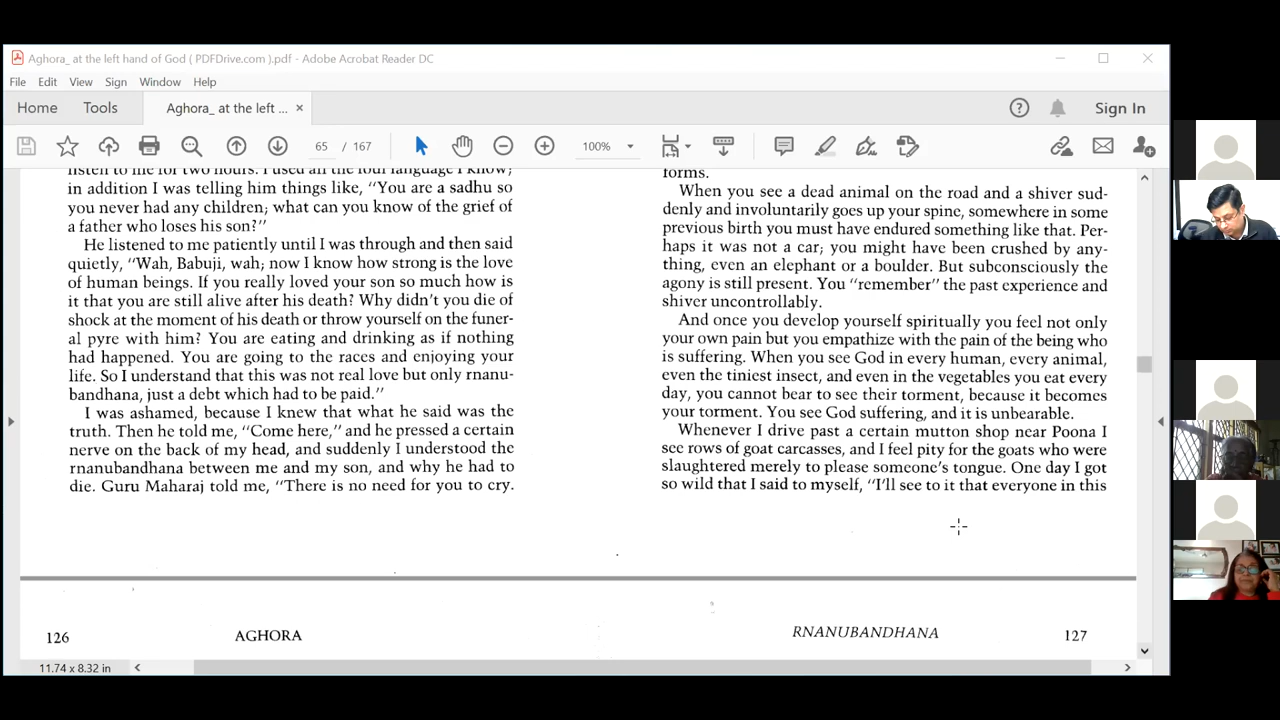 Aghora_ at the left hand of God ( PDFDrive.com ).pdf - Adobe Acrobat Reader DC
File Edit View Sign Window Help
Home Tools Aghora_ at the left ... × Sign In
65 / 167 100%
listen to me for two hours. I used all the foul language I know;
in addition I was telling him things like, “You are a sadhu so
you never had any children; what can you know of the grief of
a father who loses his son?”
He listened to me patiently until I was through and then said
quietly, “Wah, Babuji, wah; now I know how strong is the love
of human beings. If you really loved your son so much how is
it that you are still alive after his death? Why didn’t you die of
shock at the moment of his death or throw yourself on the funer-
al pyre with him? You are eating and drinking as if nothing
had happened. You are going to the races and enjoying your
life. So I understand that this was not real love but only rnanu-
bandhana, just a debt which had to be paid.”
I was ashamed, because I knew that what he said was the
truth. Then he told me, “Come here,” and he pressed a certain
nerve on the back of my head, and suddenly I understood the
rnanubandhana between me and my son, and why he had to
die. Guru Maharaj told me, “There is no need for you to cry.
forms.
When you see a dead animal on the road and a shiver sud-
denly and involuntarily goes up your spine, somewhere in some
previous birth you must have endured something like that. Per-
haps it was not a car; you might have been crushed by any-
thing, even an elephant or a boulder. But subconsciously the
agony is still present. You “remember” the past experience and
shiver uncontrollably.
And once you develop yourself spiritually you feel not only
your own pain but you empathize with the pain of the being who
is suffering. When you see God in every human, every animal,
even the tiniest insect, and even in the vegetables you eat every
day, you cannot bear to see their torment, because it becomes
your torment. You see God suffering, and it is unbearable.
Whenever I drive past a certain mutton shop near Poona I
see rows of goat carcasses, and I feel pity for the goats who were
slaughtered merely to please someone’s tongue. One day I got
so wild that I said to myself, “I’ll see to it that everyone in this
126 AGHORA
RNANUBANDHANA 127
11.74 x 8.32 in